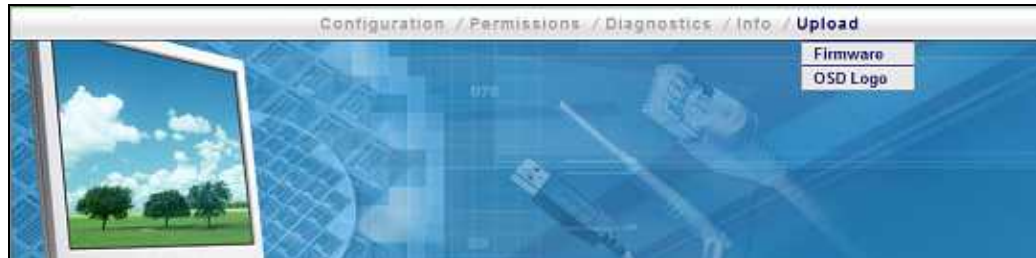 Configuration / Permissions / Diagnostics / Info / Upload
Firmware
OSD Logo